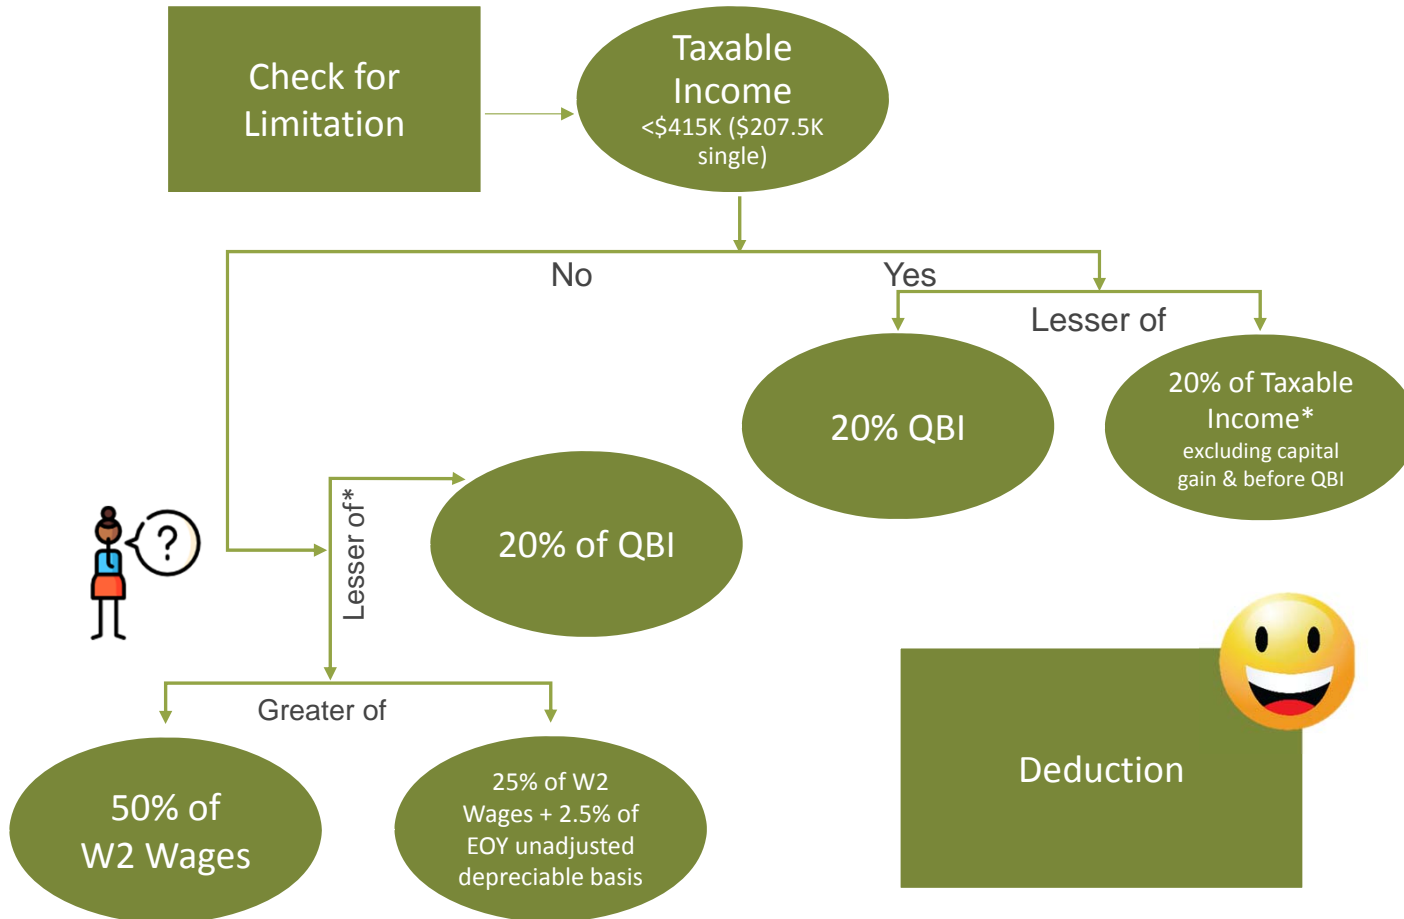 Check for
Limitation
Taxable
Income
<$415K ($207.5K
single)
No
Yes
Lesser of
20% QBI
20% of Taxable
Income*
excluding capital
gain & before QBI
Lesser of*
20% of QBI
?
Greater of
50% of
W2 Wages
25% of W2
Wages + 2.5% of
EOY unadjusted
depreciable basis
Deduction